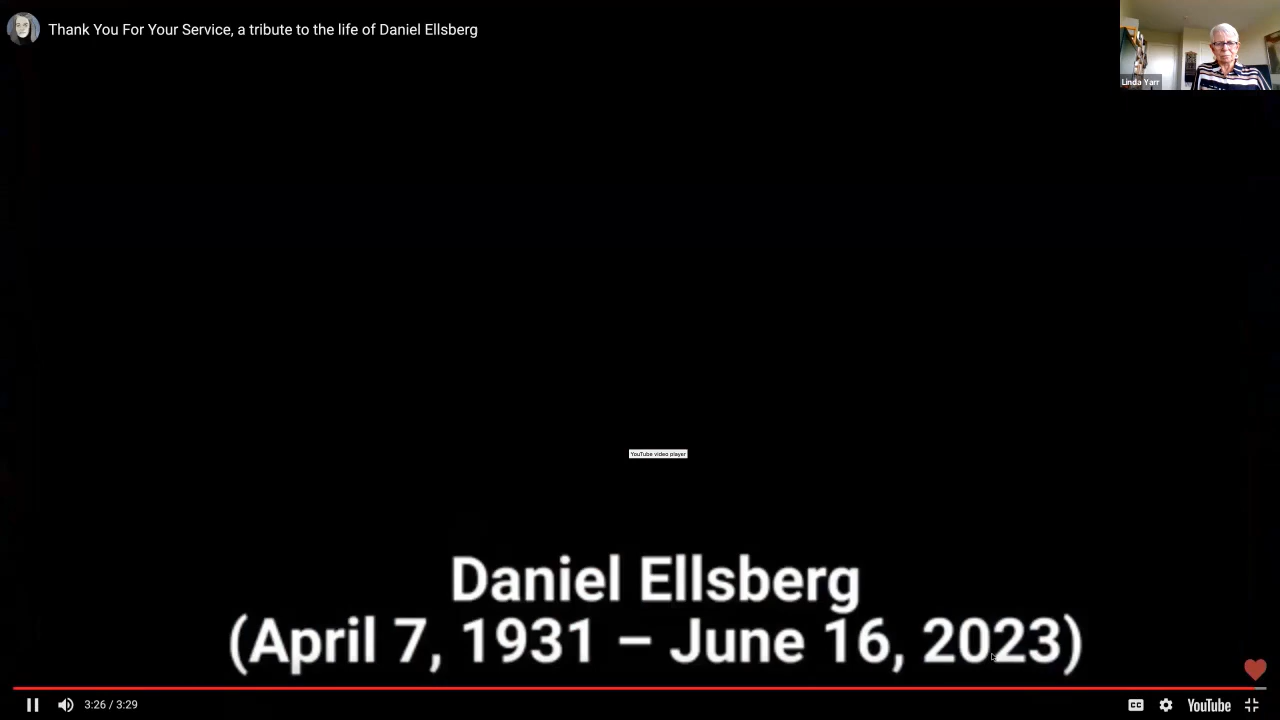 Thank You For Your Service, a tribute to the life of Daniel Ellsberg
Linda Yarr
YouTube video player
Daniel Ellsberg
(April 7, 1931 – June 16, 2023)
3:26 / 3:29
CC
YouTube